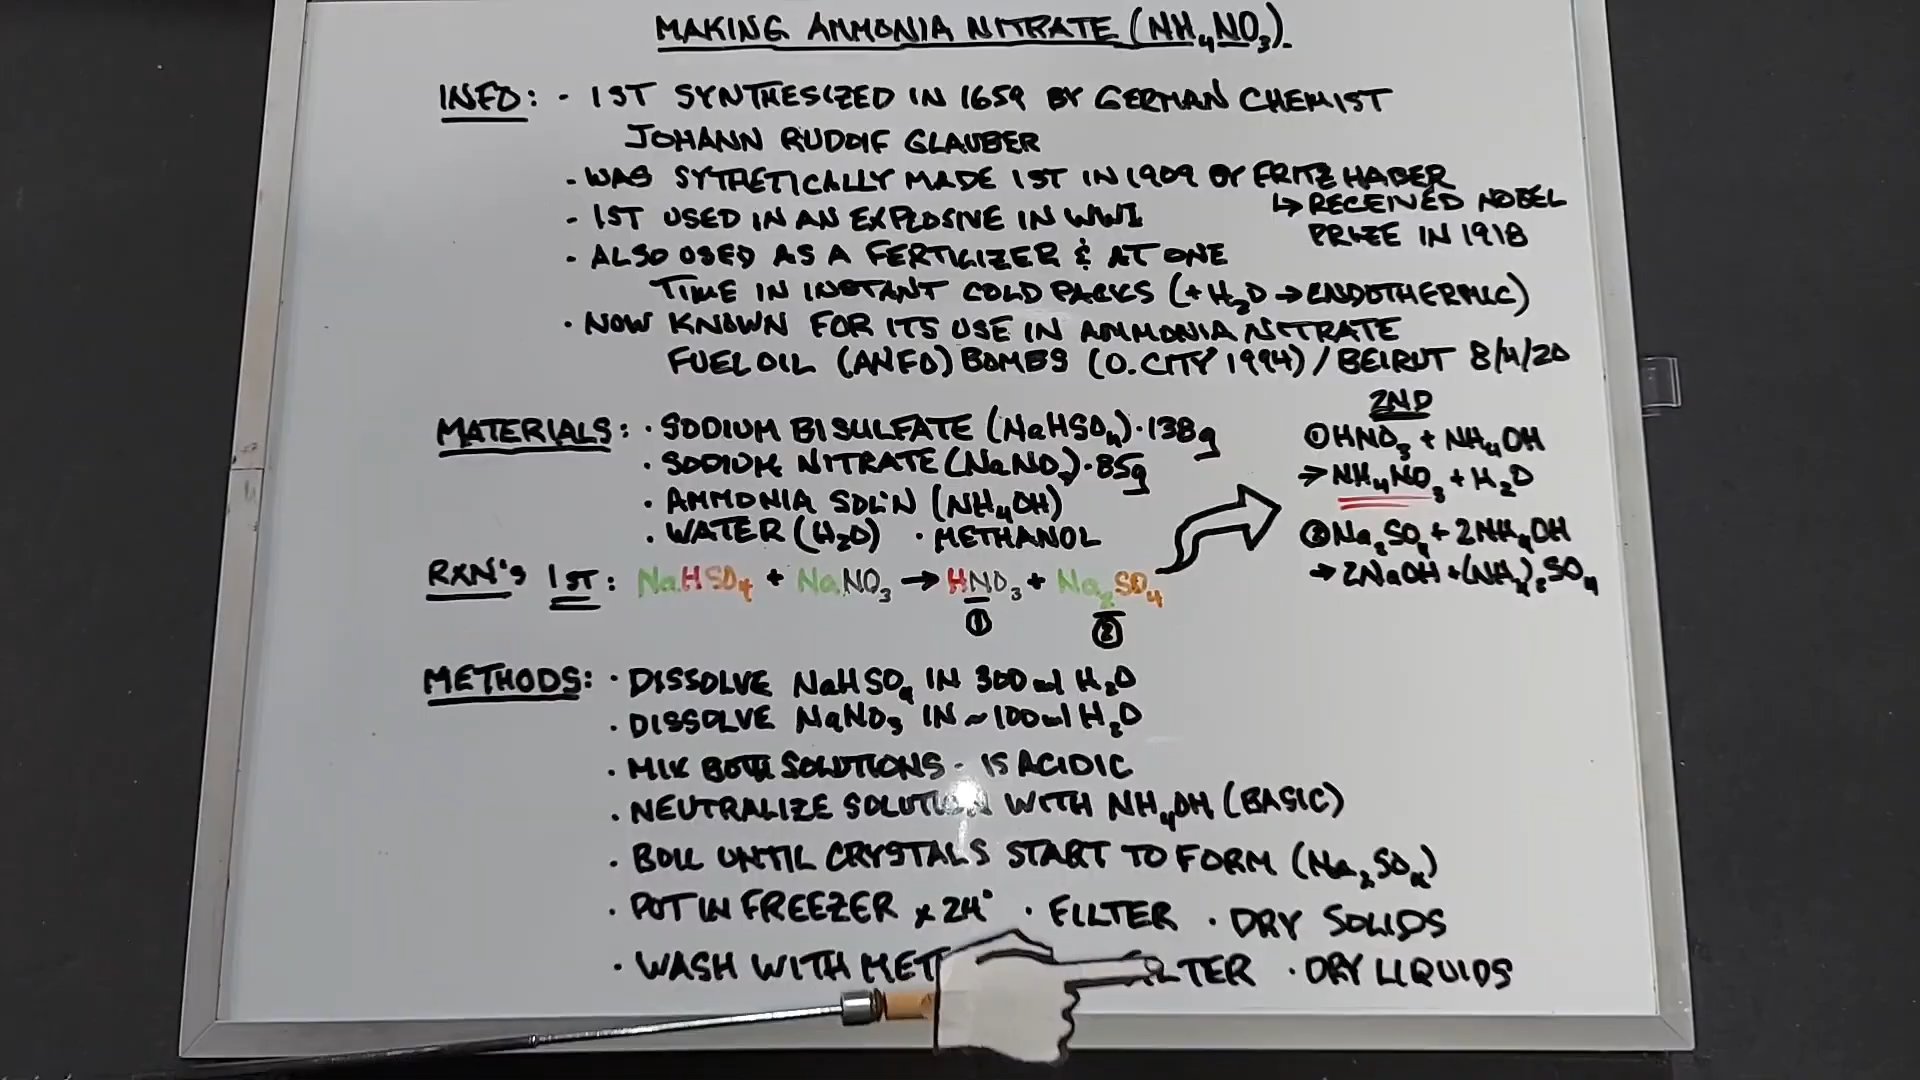 MAKING AMMONIA NITRATE (NH₄NO₃).
INFO: · 1ST SYNTHESIZED IN 1659 BY GERMAN CHEMIST
JOHANN RUDOIF GLAUBER
· WAS SYTHETICALLY MADE 1ST IN 1909 BY FRITZ HABER
↳ RECEIVED NOBEL
PRIZE IN 1918
· 1ST USED IN AN EXPLOSIVE IN WWI
· ALSO USED AS A FERTILIZER & AT ONE
TIME IN INSTANT COLD PACKS (+H₂O → ENDOTHERMIC)
· NOW KNOWN FOR ITS USE IN AMMONIA NITRATE
FUEL OIL (ANFO) BOMBS (O.CITY 1994) / BEIRUT 8/4/20
MATERIALS: · SODIUM BISULFATE (NaHSO₄)·138g
· SODIUM NITRATE (NaNO₃)·85g
· AMMONIA SOL'N (NH₄OH)
· WATER (H₂O) · METHANOL
RXN'S 1ST: NaHSO₄ + NaNO₃ → HNO₃ + Na₂SO₄
① ②
2ND
① HNO₃ + NH₄OH
→ NH₄NO₃ + H₂O
② Na₂SO₄ + 2NH₄OH
→ 2NaOH + (NH₄)₂SO₄
METHODS: · DISSOLVE NaHSO₄ IN 300ml H₂O
· DISSOLVE NaNO₃ IN ~100ml H₂O
· MIX BOTH SOLUTIONS · IS ACIDIC
· NEUTRALIZE SOLUTION WITH NH₄OH (BASIC)
· BOIL UNTIL CRYSTALS START TO FORM (Na₂SO₄)
· PUT IN FREEZER x 24° · FILTER · DRY SOLIDS
· WASH WITH MET LTER · DRY LIQUIDS